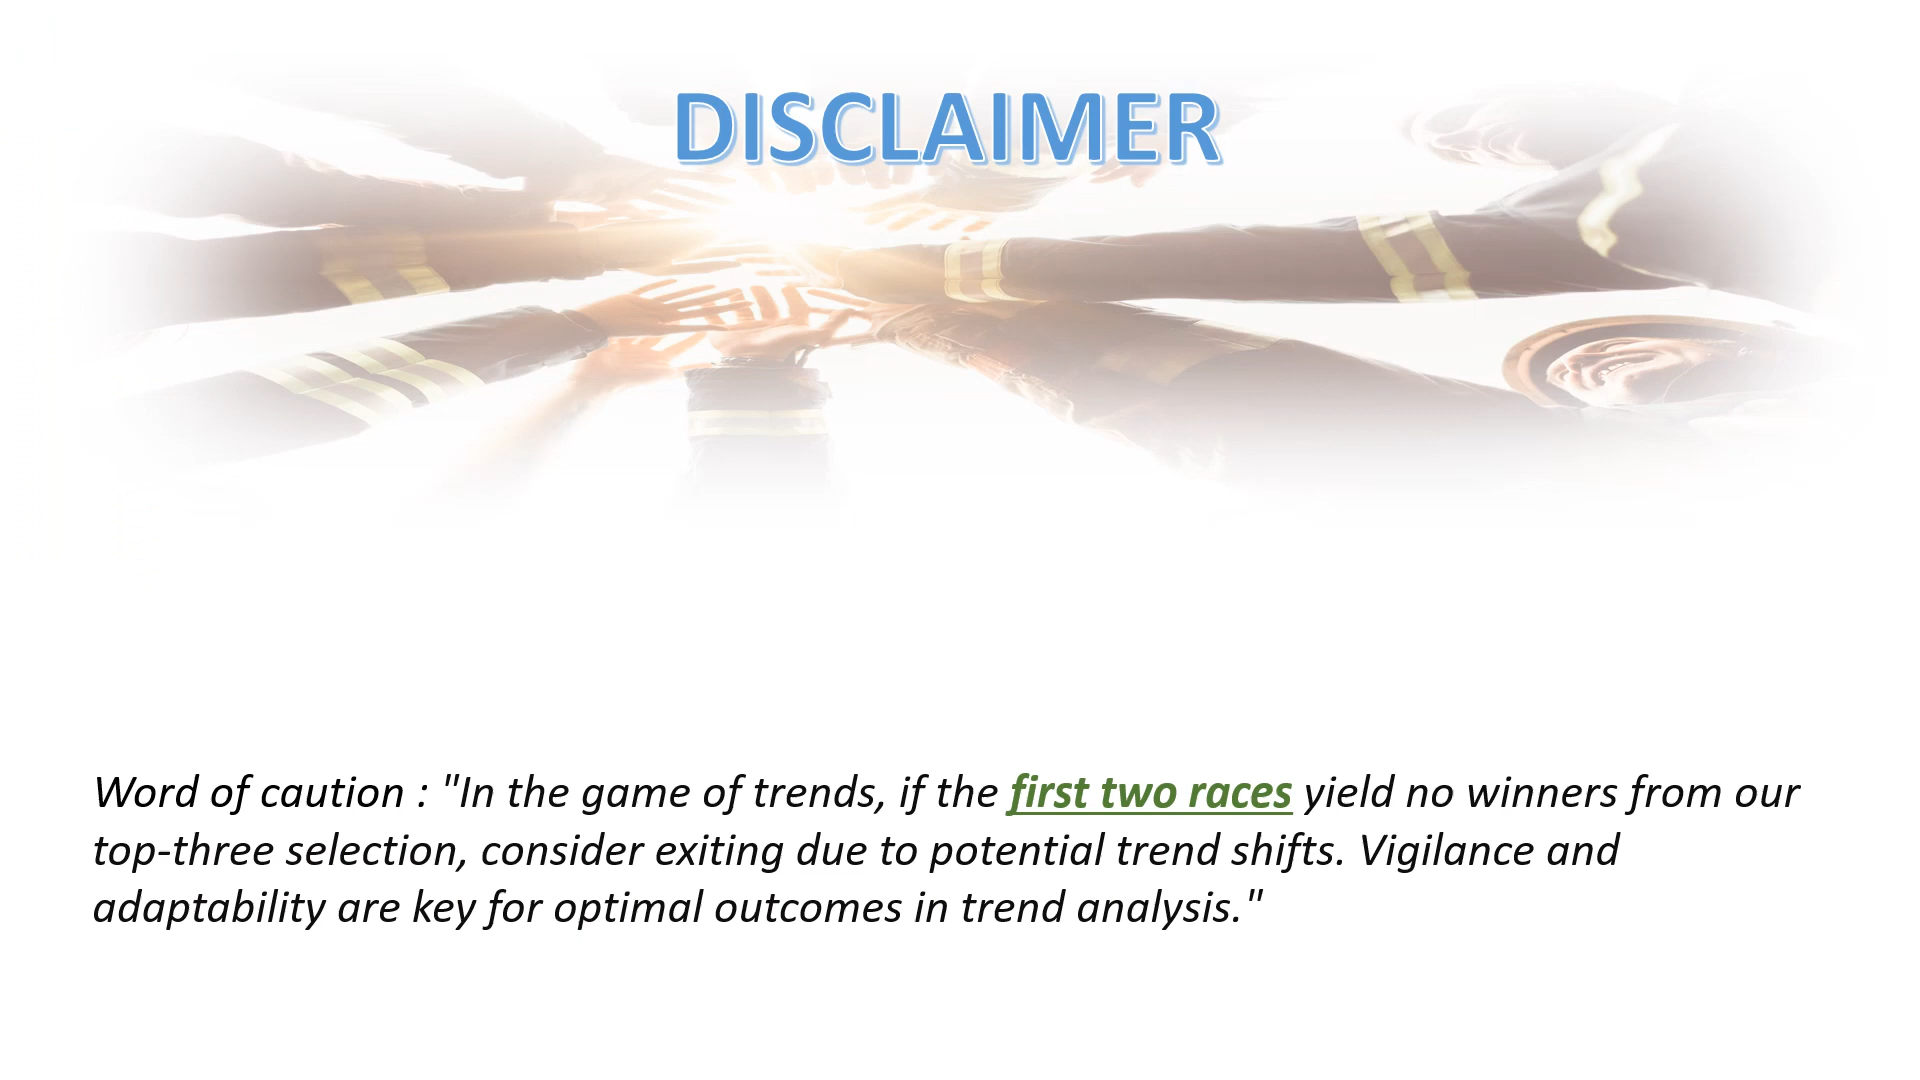 DISCLAIMER
Word of caution : "In the game of trends, if the first two races yield no winners from our
top-three selection, consider exiting due to potential trend shifts. Vigilance and
adaptability are key for optimal outcomes in trend analysis."